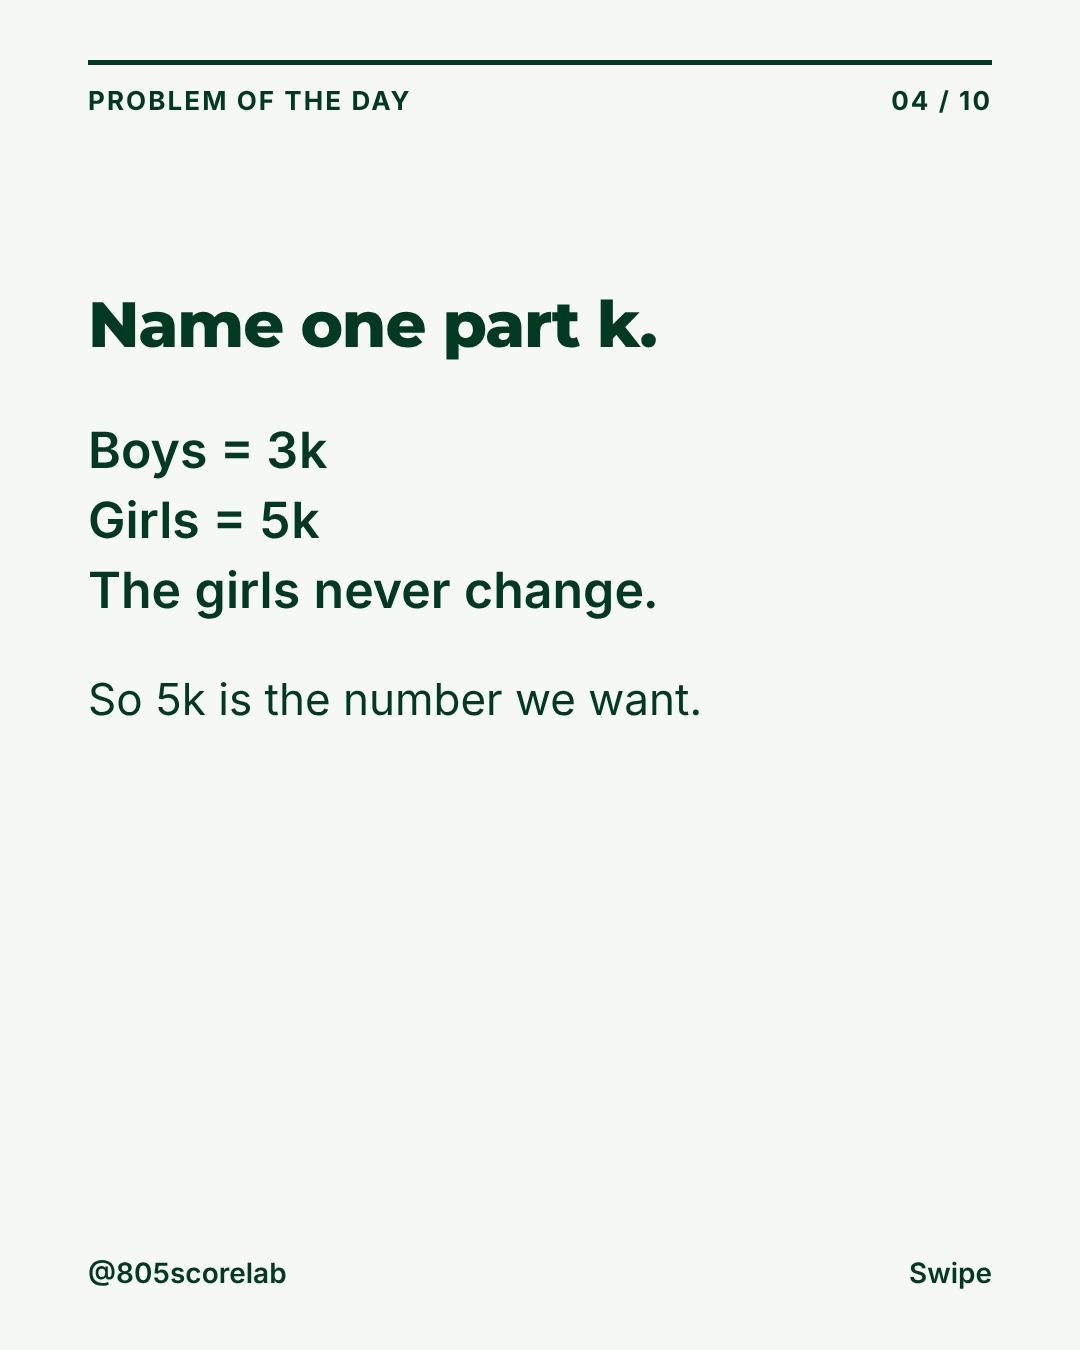 PROBLEM OF THE DAY
04 / 10
Name one part k.
Boys = 3k
Girls = 5k
The girls never change.
So 5k is the number we want.
@805scorelab
Swipe